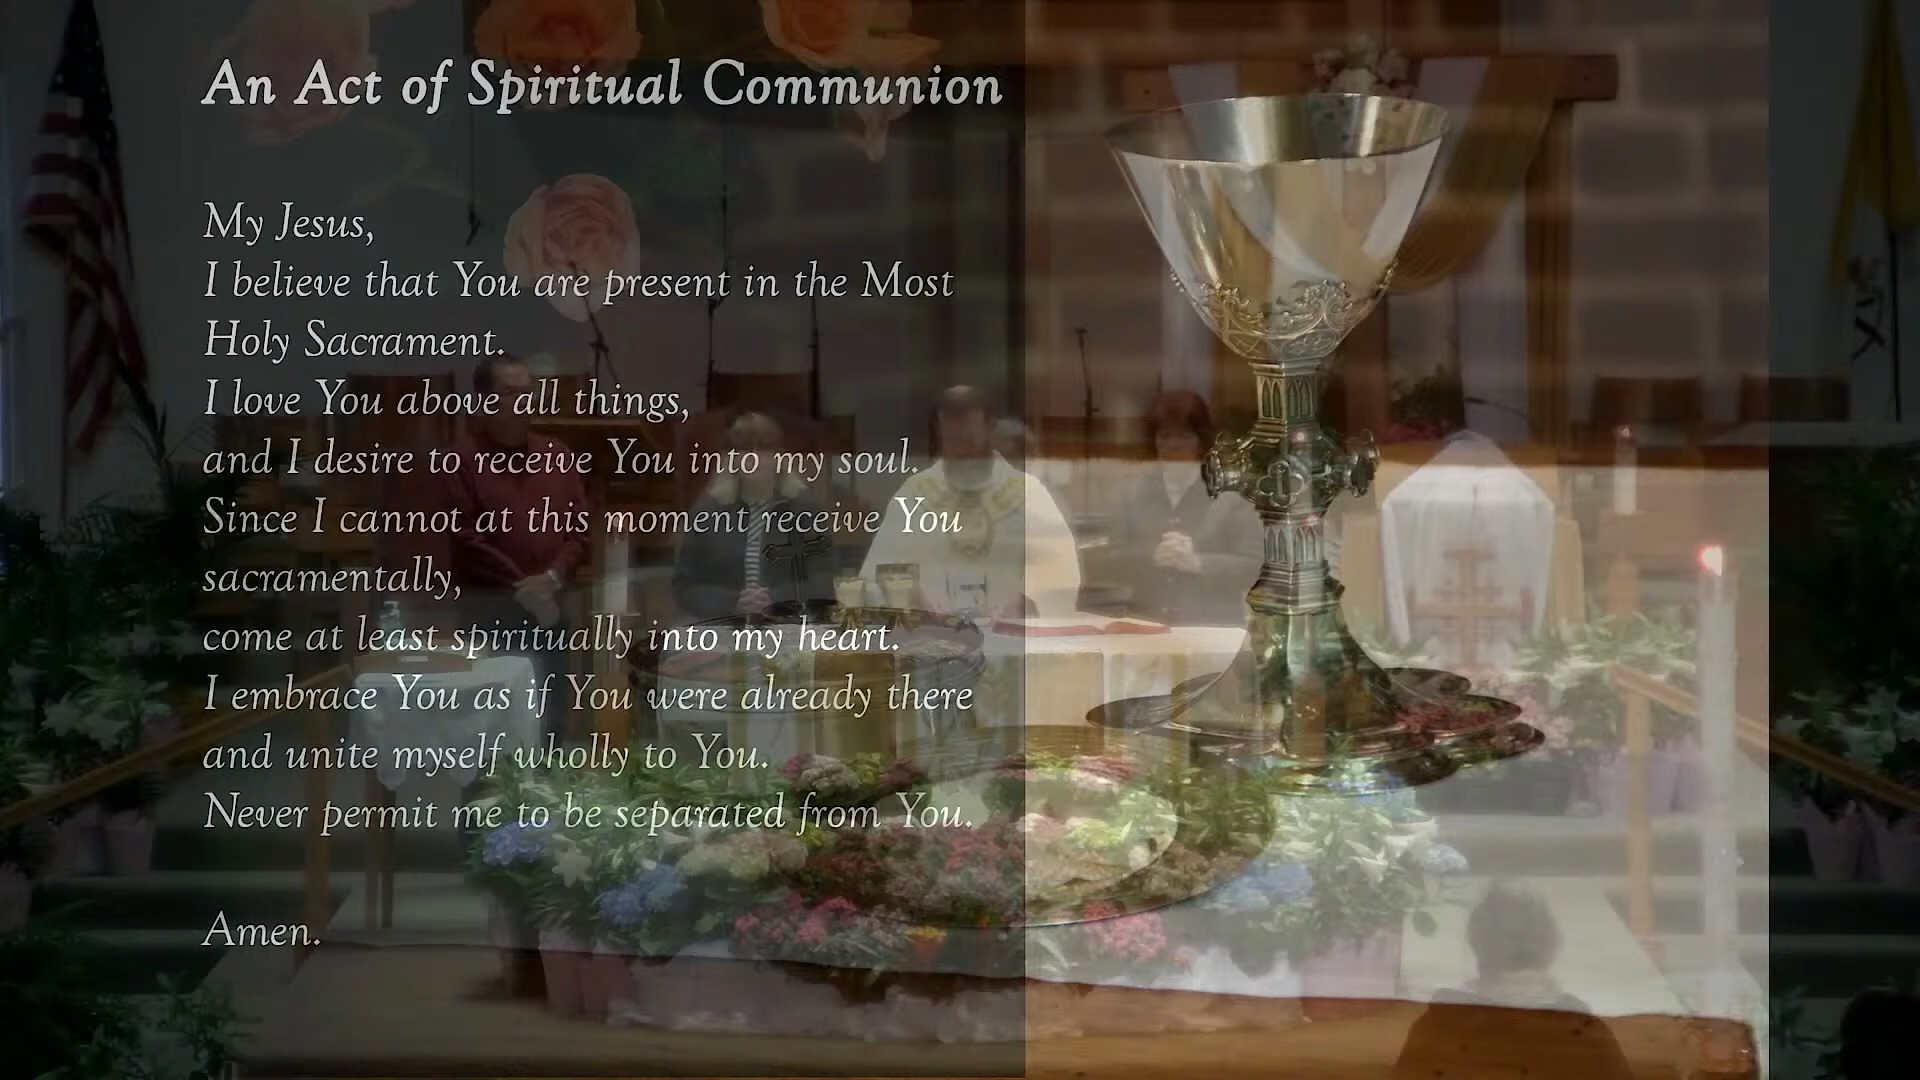 An Act of Spiritual Communion
My Jesus,
I believe that You are present in the Most
Holy Sacrament.
I love You above all things,
and I desire to receive You into my soul.
Since I cannot at this moment receive You
sacramentally,
come at least spiritually into my heart.
I embrace You as if You were already there
and unite myself wholly to You.
Never permit me to be separated from You.
Amen.